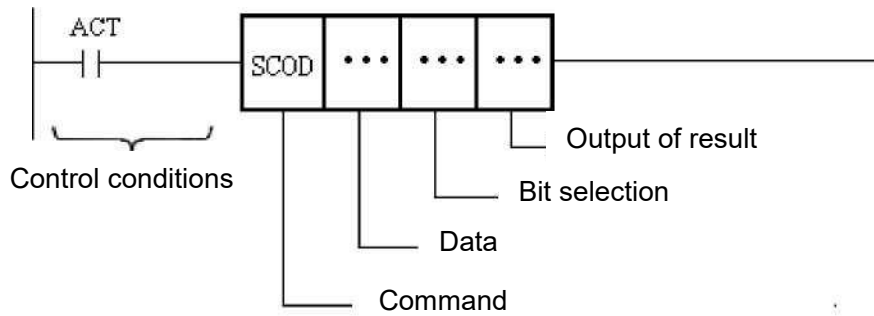 ACT
SCOD ••• ••• •••
Output of result
Control conditions
Bit selection
Data
Command